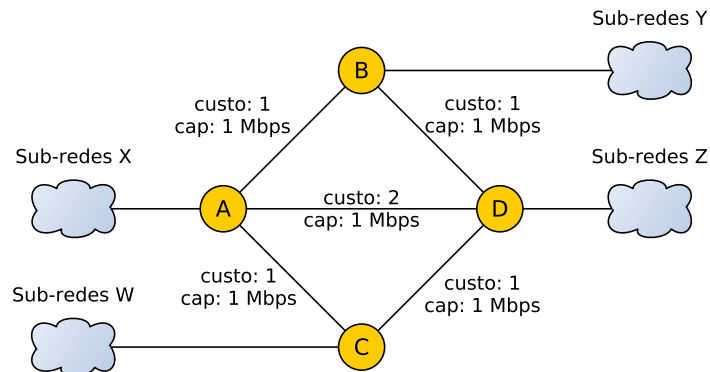 Sub-redes Y
B
custo: 1
cap: 1 Mbps
custo: 1
cap: 1 Mbps
Sub-redes X
Sub-redes Z
A
custo: 2
cap: 1 Mbps
D
custo: 1
cap: 1 Mbps
custo: 1
cap: 1 Mbps
Sub-redes W
C